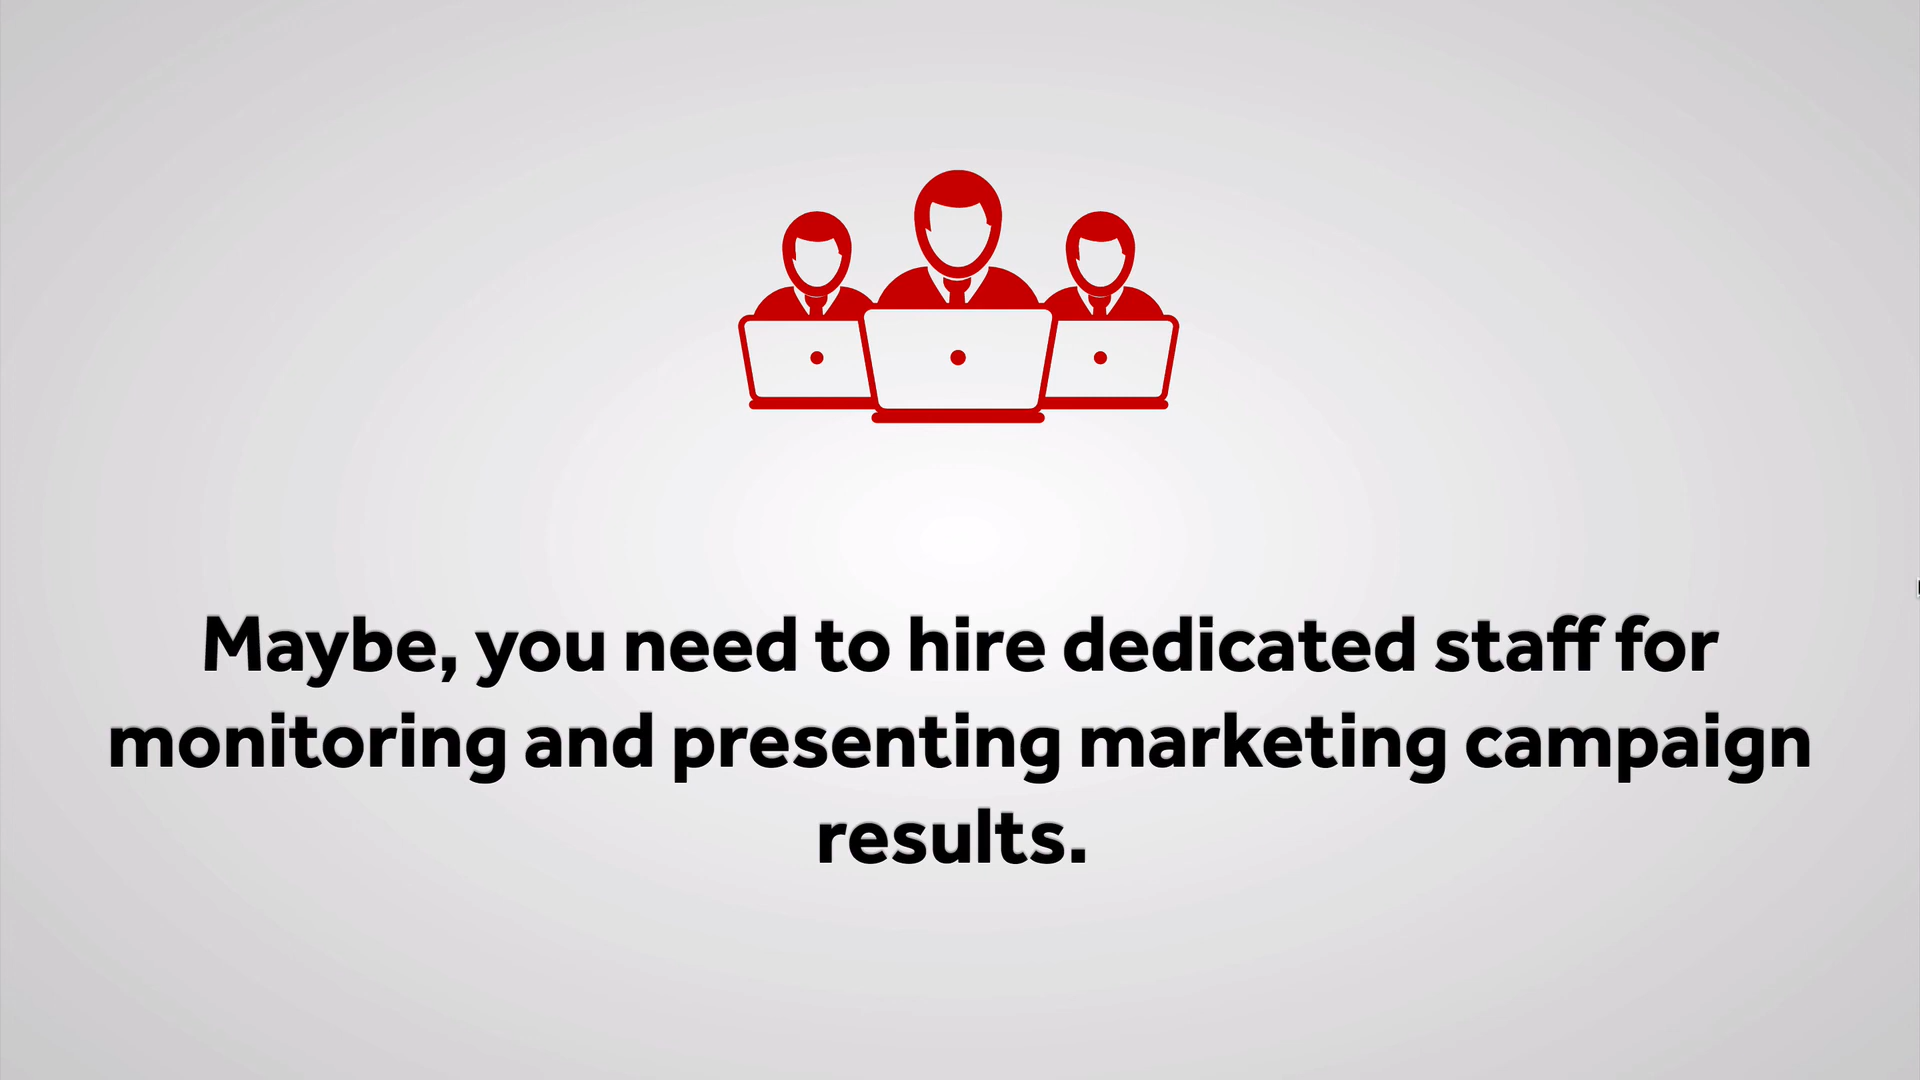 Maybe, you need to hire dedicated staff for
monitoring and presenting marketing campaign
results.